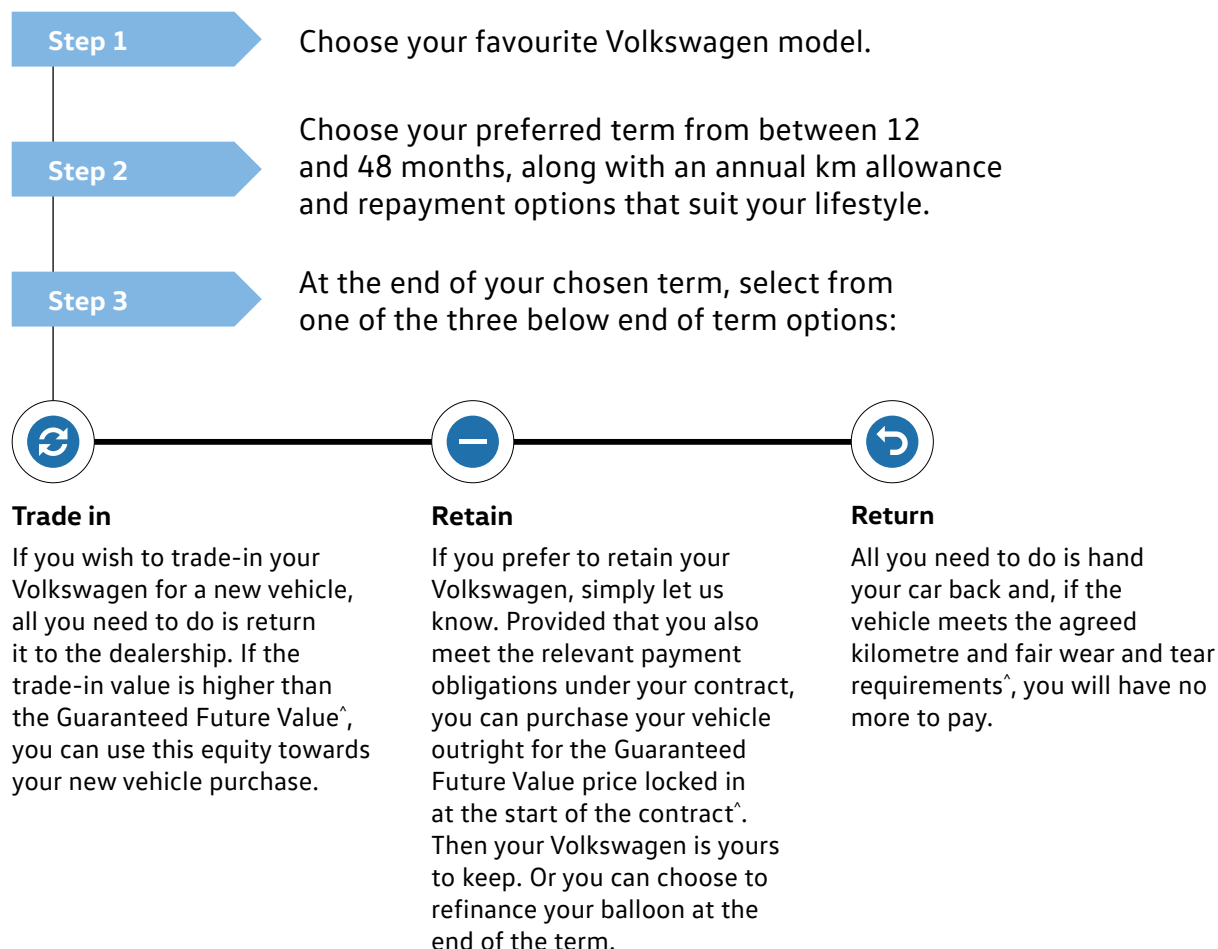 Step 1
Choose your favourite Volkswagen model.
Step 2
Choose your preferred term from between 12
and 48 months, along with an annual km allowance
and repayment options that suit your lifestyle.
Step 3
At the end of your chosen term, select from
one of the three below end of term options:
Trade in
If you wish to trade-in your
Volkswagen for a new vehicle,
all you need to do is return
it to the dealership. If the
trade-in value is higher than
the Guaranteed Future Value^,
you can use this equity towards
your new vehicle purchase.
Retain
If you prefer to retain your
Volkswagen, simply let us
know. Provided that you also
meet the relevant payment
obligations under your contract,
you can purchase your vehicle
outright for the Guaranteed
Future Value price locked in
at the start of the contract^.
Then your Volkswagen is yours
to keep. Or you can choose to
refinance your balloon at the
end of the term.
Return
All you need to do is hand
your car back and, if the
vehicle meets the agreed
kilometre and fair wear and tear
requirements^, you will have no
more to pay.